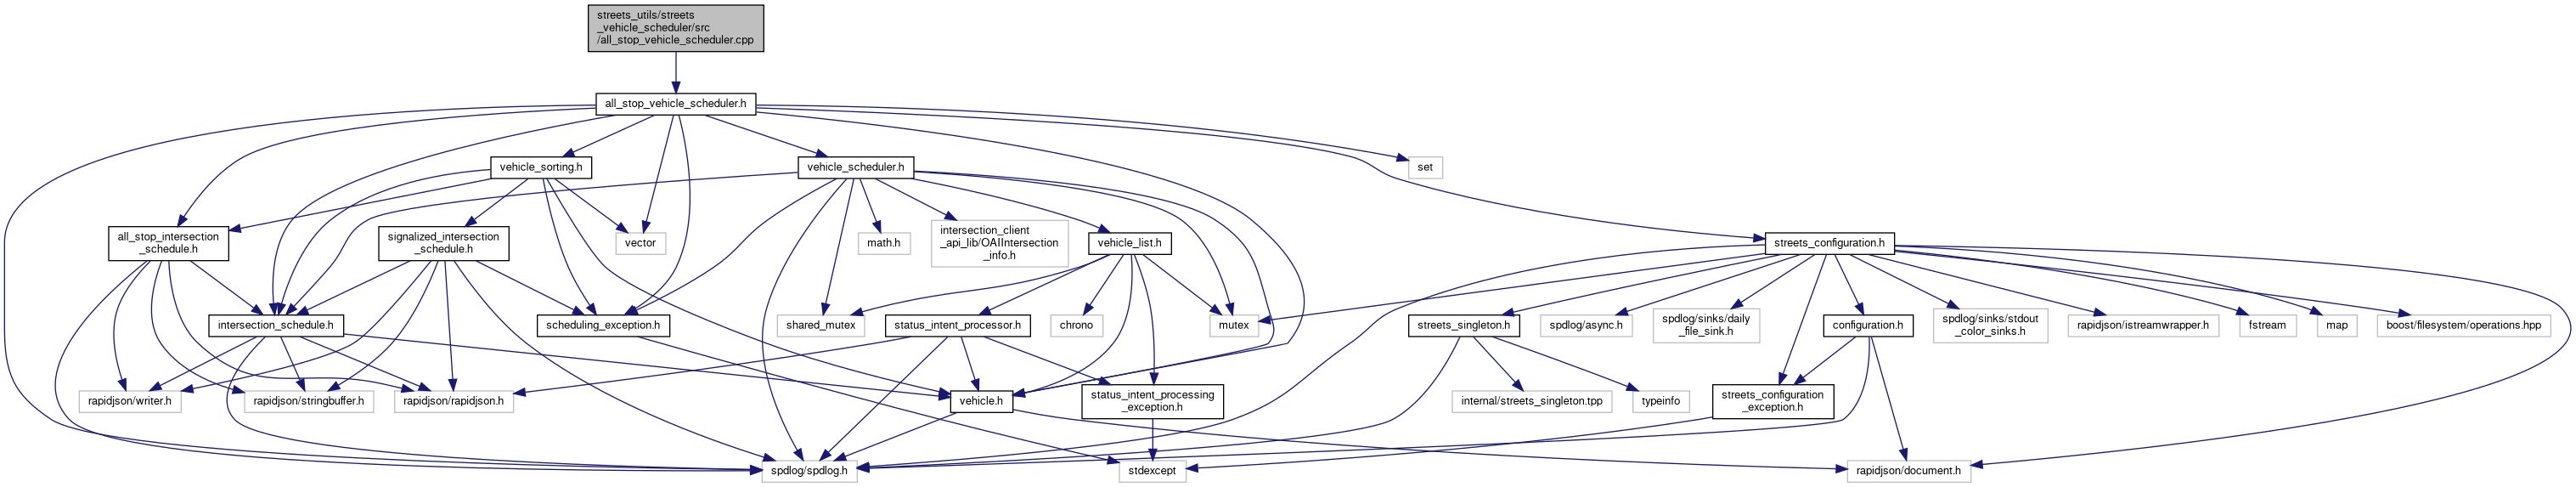 streets_utils/streets
_vehicle_scheduler/src
/all_stop_vehicle_scheduler.cpp
all_stop_vehicle_scheduler.h
vehicle_sorting.h
vehicle_scheduler.h
set
all_stop_intersection
_schedule.h
signalized_intersection
_schedule.h
vector
math.h
intersection_client
_api_lib/OAIIntersection
_info.h
vehicle_list.h
streets_configuration.h
intersection_schedule.h
scheduling_exception.h
shared_mutex
status_intent_processor.h
chrono
mutex
streets_singleton.h
spdlog/async.h
spdlog/sinks/daily
_file_sink.h
configuration.h
spdlog/sinks/stdout
_color_sinks.h
rapidjson/istreamwrapper.h
fstream
map
boost/filesystem/operations.hpp
rapidjson/writer.h
rapidjson/stringbuffer.h
rapidjson/rapidjson.h
vehicle.h
status_intent_processing
_exception.h
internal/streets_singleton.tpp
typeinfo
streets_configuration
_exception.h
spdlog/spdlog.h
stdexcept
rapidjson/document.h